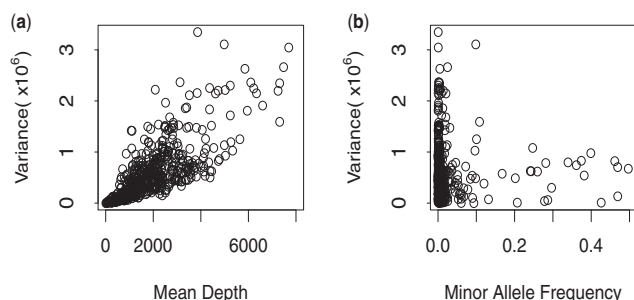 (a)
Variance( x10⁶)
3
2
1
0
0 2000 6000
Mean Depth
(b)
Variance( x10⁶)
3
2
1
0
0.0 0.2 0.4
Minor Allele Frequency